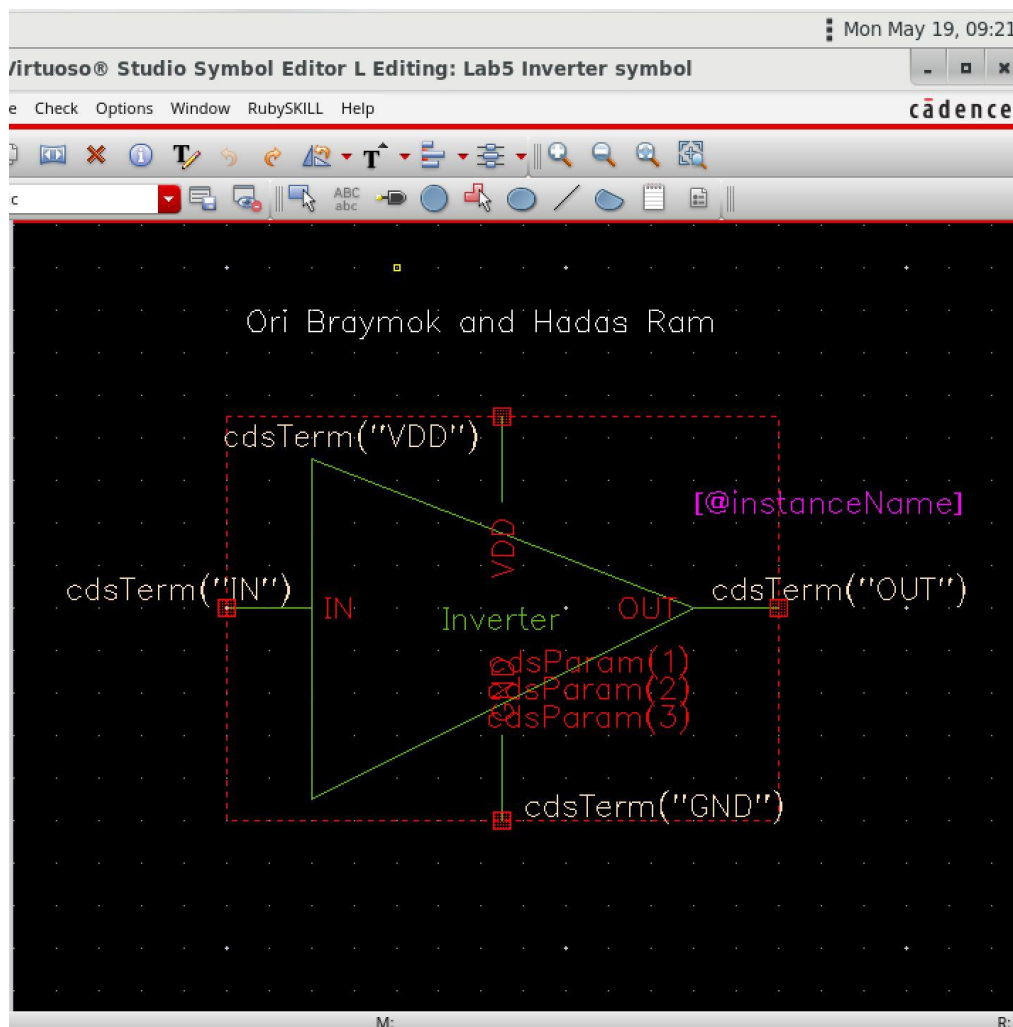 Mon May 19, 09:21
Virtuoso® Studio Symbol Editor L Editing: Lab5 Inverter symbol
e Check Options Window RubySKILL Help
cādence
c
ABC
abc
Ori Braymok and Hadas Ram
cdsTerm("VDD")
[@instanceName]
VDD
cdsTerm("IN")
cdsTerm("OUT")
IN
Inverter
OUT
cdsParam(1)
cdsParam(2)
cdsParam(3)
GND
cdsTerm("GND")
M:
R: